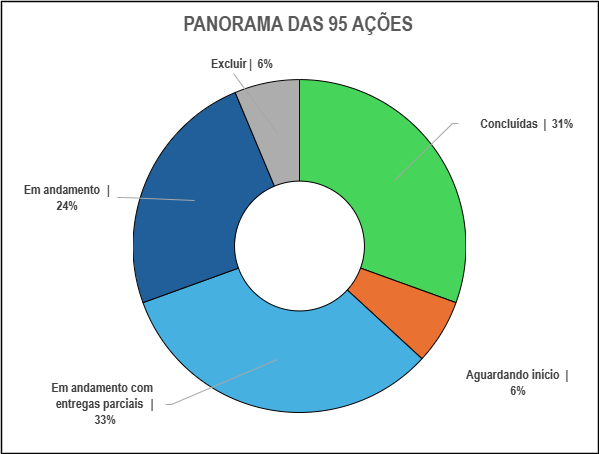 PANORAMA DAS 95 AÇÕES
Excluir | 6%
Concluídas | 31%
Em andamento |
24%
Aguardando início |
6%
Em andamento com
entregas parciais |
33%